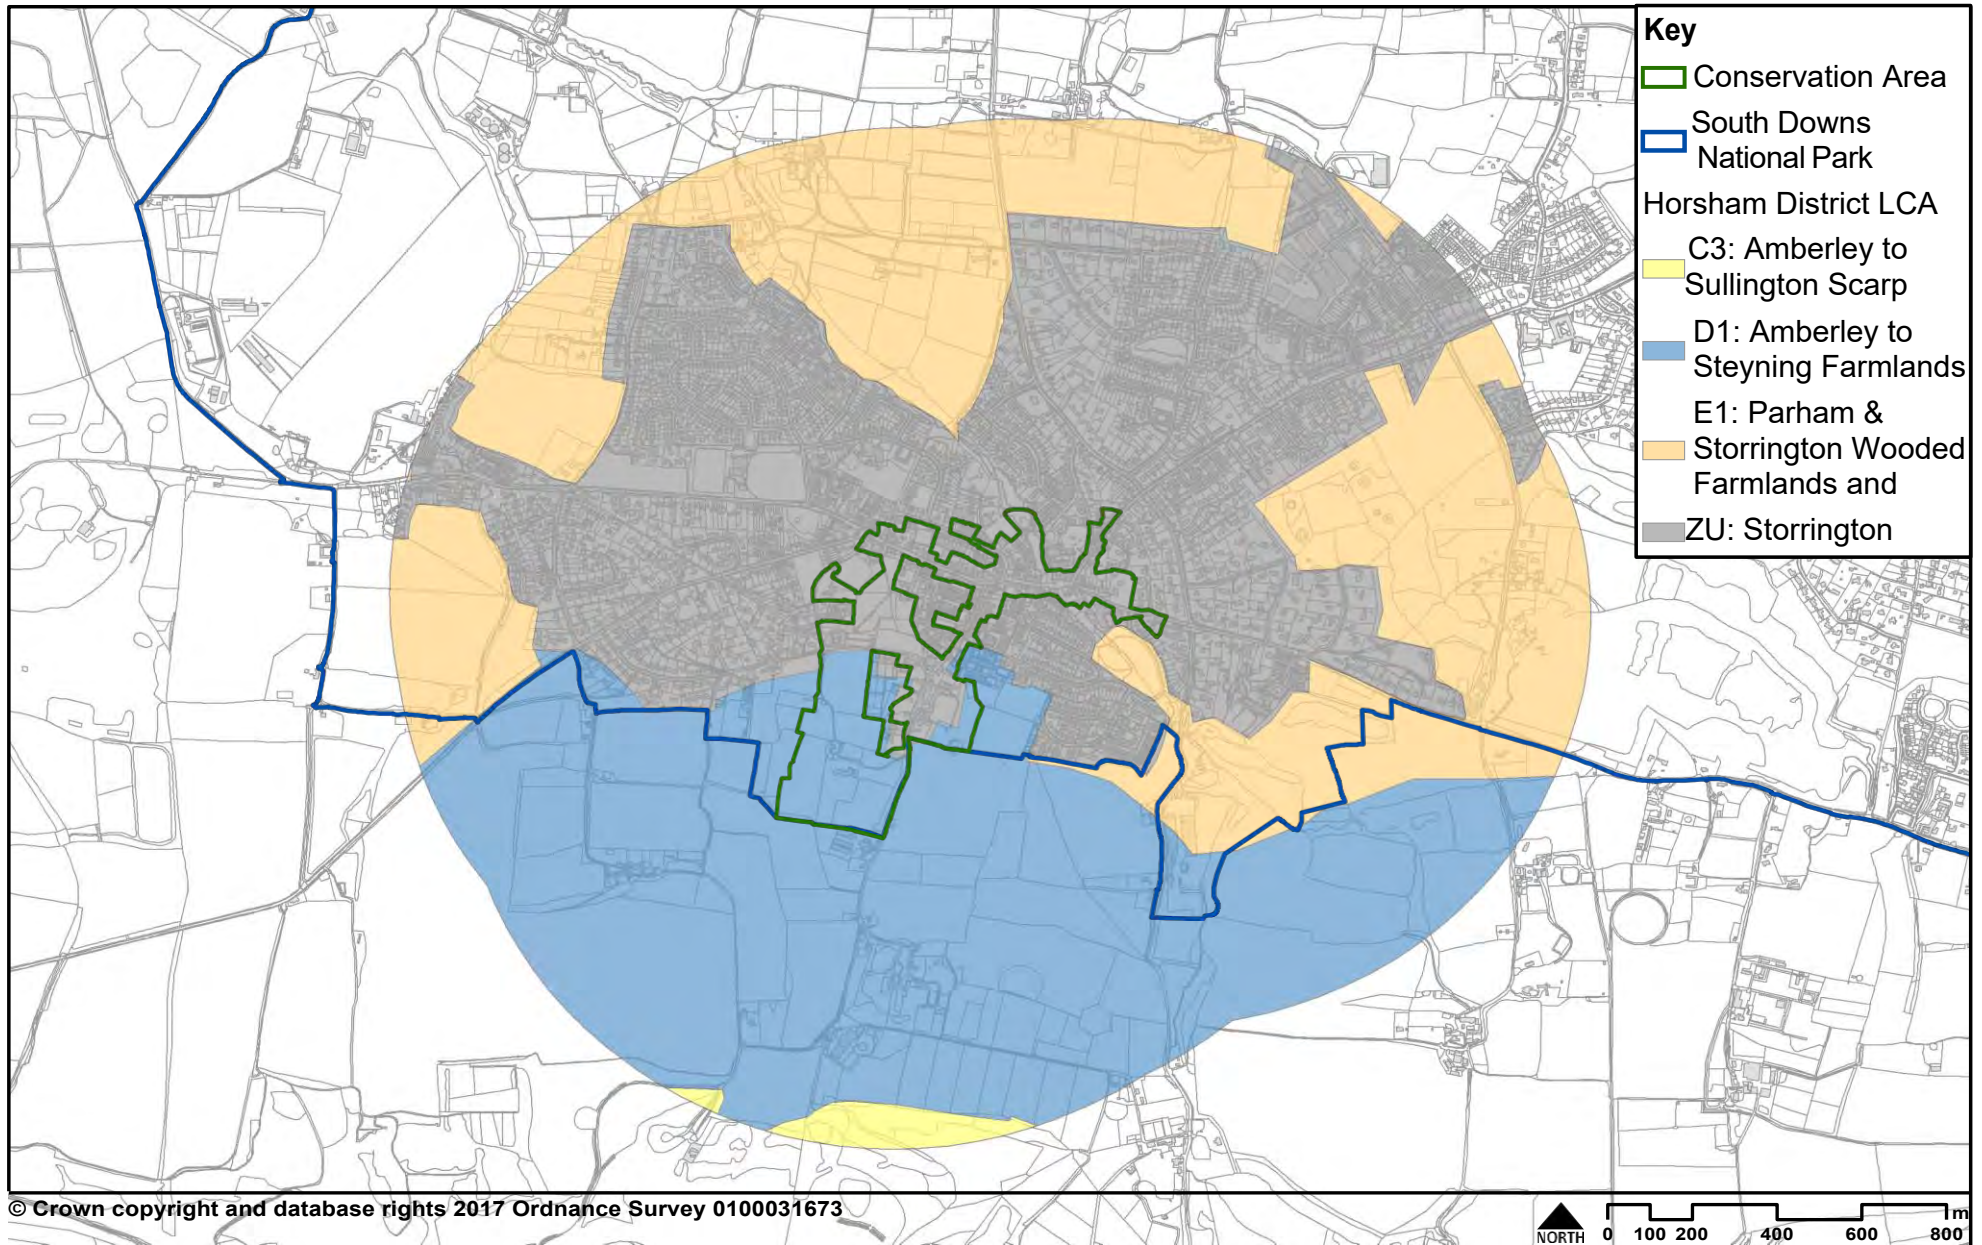 Key
Conservation Area
South Downs
National Park
Horsham District LCA
C3: Amberley to
Sullington Scarp
D1: Amberley to
Steyning Farmlands
E1: Parham &
Storrington Wooded
Farmlands and
ZU: Storrington
© Crown copyright and database rights 2017 Ordnance Survey 0100031673
NORTH
0 100 200 400 600 800 m